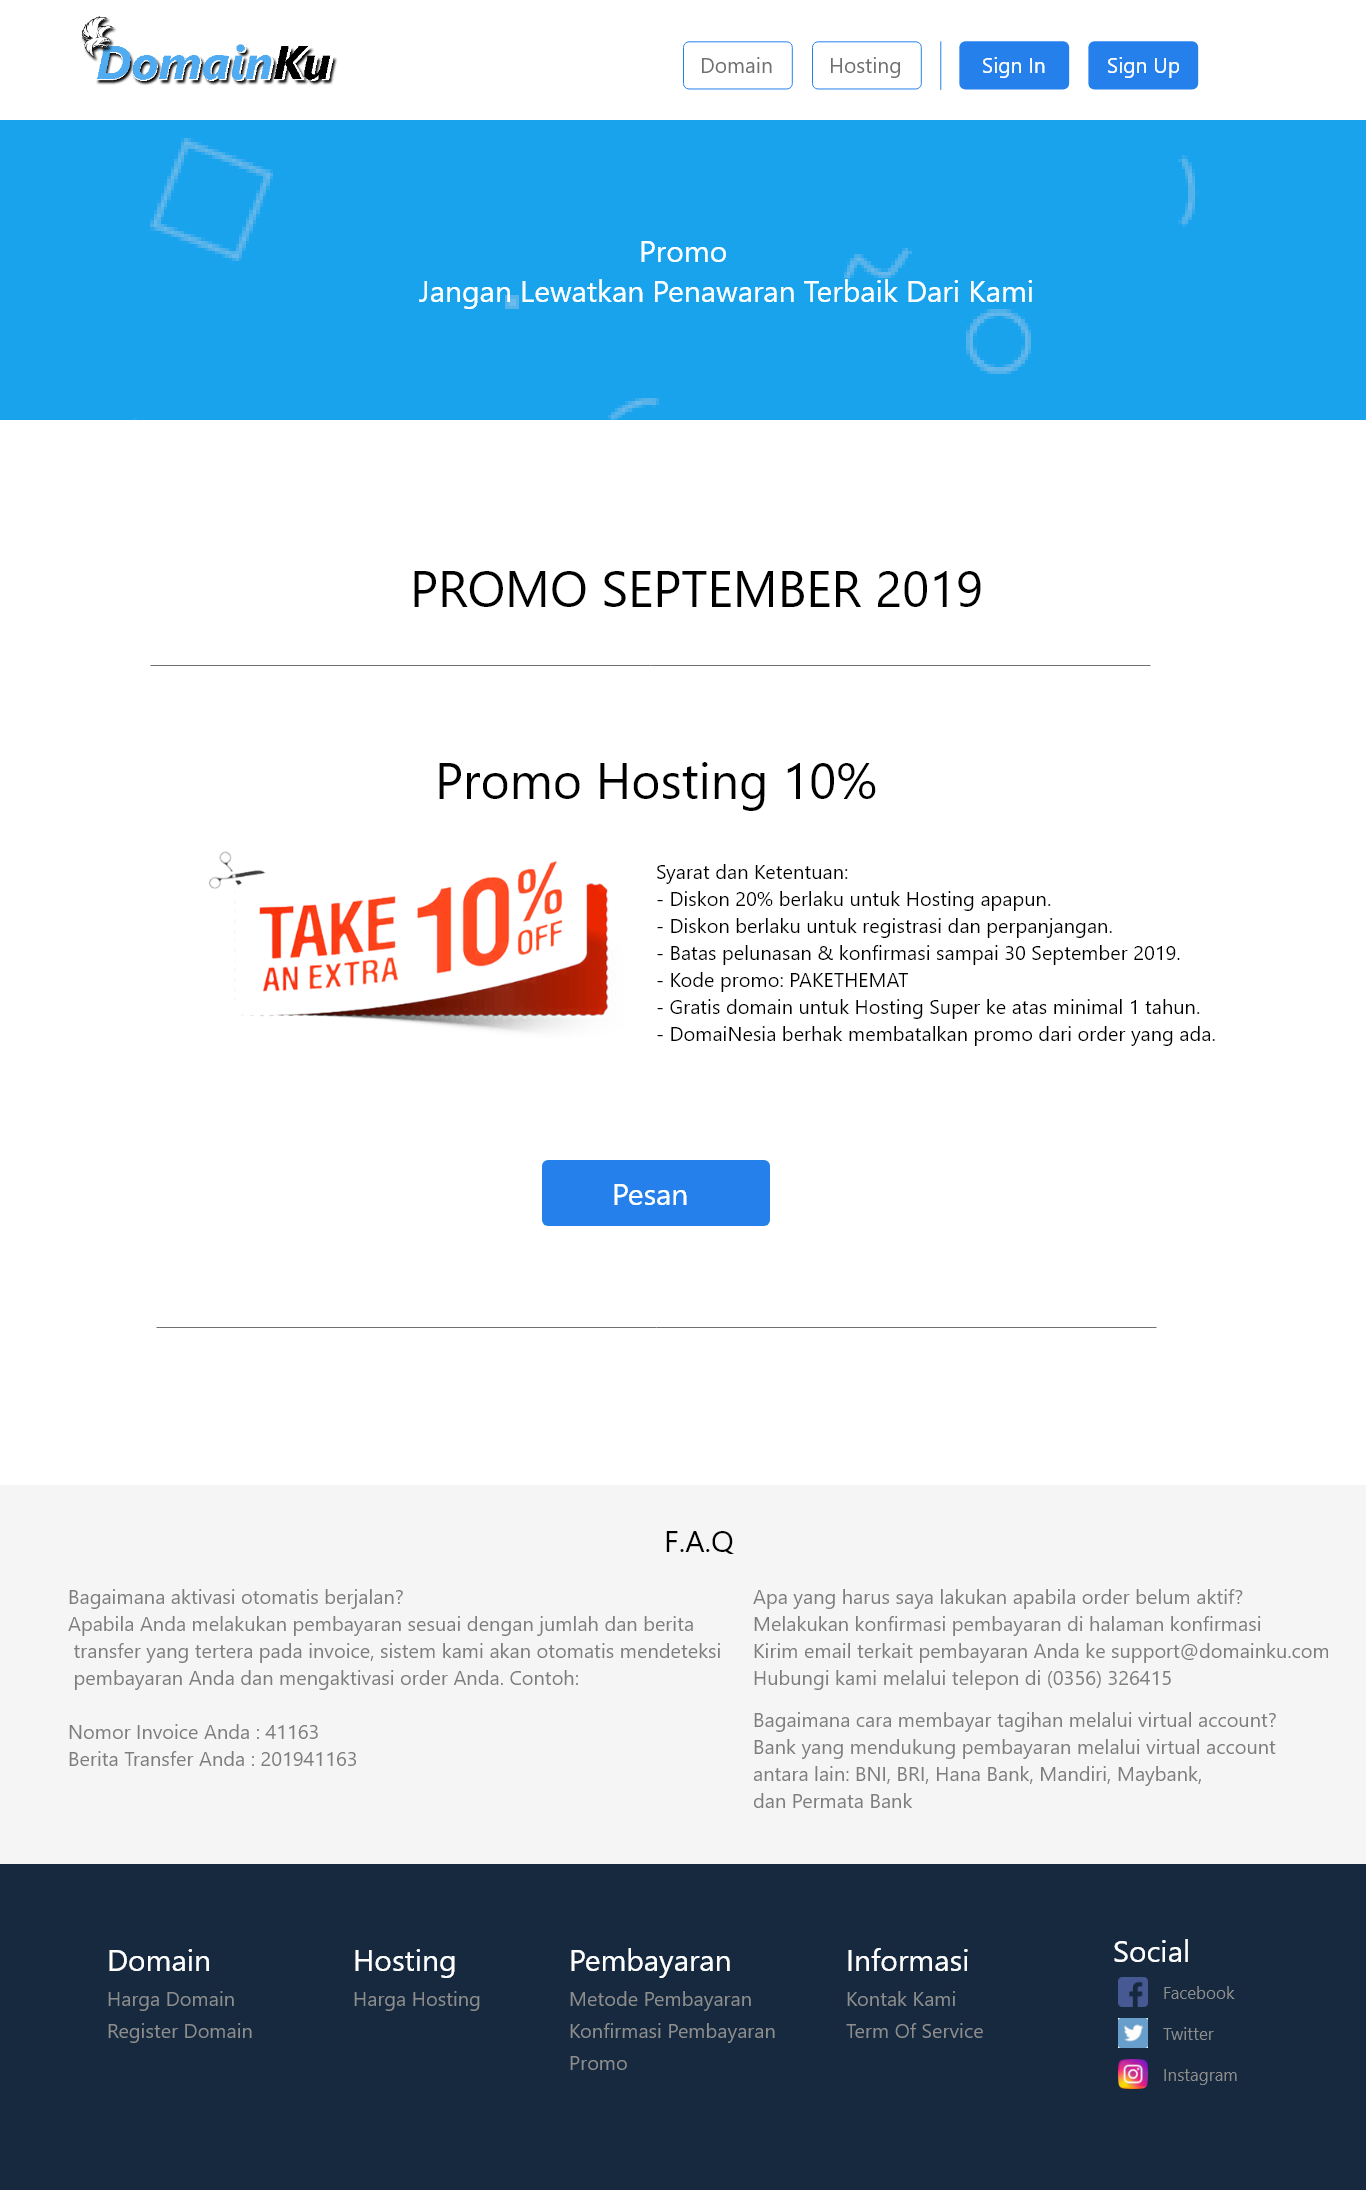 DomainKu
Domain
Hosting
Sign In
Sign Up
Promo
Jangan Lewatkan Penawaran Terbaik Dari Kami
PROMO SEPTEMBER 2019
Promo Hosting 10%
TAKE
AN EXTRA
10%
OFF
Syarat dan Ketentuan:
- Diskon 20% berlaku untuk Hosting apapun.
- Diskon berlaku untuk registrasi dan perpanjangan.
- Batas pelunasan & konfirmasi sampai 30 September 2019.
- Kode promo: PAKETHEMAT
- Gratis domain untuk Hosting Super ke atas minimal 1 tahun.
- DomaiNesia berhak membatalkan promo dari order yang ada.
Pesan
F.A.Q
Bagaimana aktivasi otomatis berjalan?
Apabila Anda melakukan pembayaran sesuai dengan jumlah dan berita
transfer yang tertera pada invoice, sistem kami akan otomatis mendeteksi
pembayaran Anda dan mengaktivasi order Anda. Contoh:
Nomor Invoice Anda : 41163
Berita Transfer Anda : 201941163
Apa yang harus saya lakukan apabila order belum aktif?
Melakukan konfirmasi pembayaran di halaman konfirmasi
Kirim email terkait pembayaran Anda ke support@domainku.com
Hubungi kami melalui telepon di (0356) 326415
Bagaimana cara membayar tagihan melalui virtual account?
Bank yang mendukung pembayaran melalui virtual account
antara lain: BNI, BRI, Hana Bank, Mandiri, Maybank,
dan Permata Bank
Domain
Harga Domain
Register Domain
Hosting
Harga Hosting
Pembayaran
Metode Pembayaran
Konfirmasi Pembayaran
Promo
Informasi
Kontak Kami
Term Of Service
Social
Facebook
Twitter
Instagram